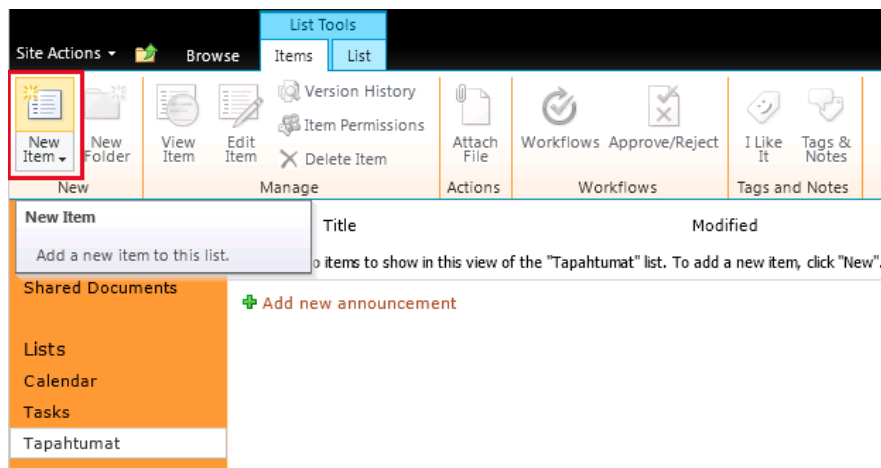 List Tools
Site Actions Browse Items List
New Item
New Folder
View Item
Edit Item
Version History
Item Permissions
Delete Item
Attach File
Workflows
Approve/Reject
I Like It
Tags & Notes
New
Manage
Actions
Workflows
Tags and Notes
New Item
Add a new item to this list.
Title Modified
items to show in this view of the "Tapahtumat" list. To add a new item, click "New".
Add new announcement
Shared Documents
Lists
Calendar
Tasks
Tapahtumat